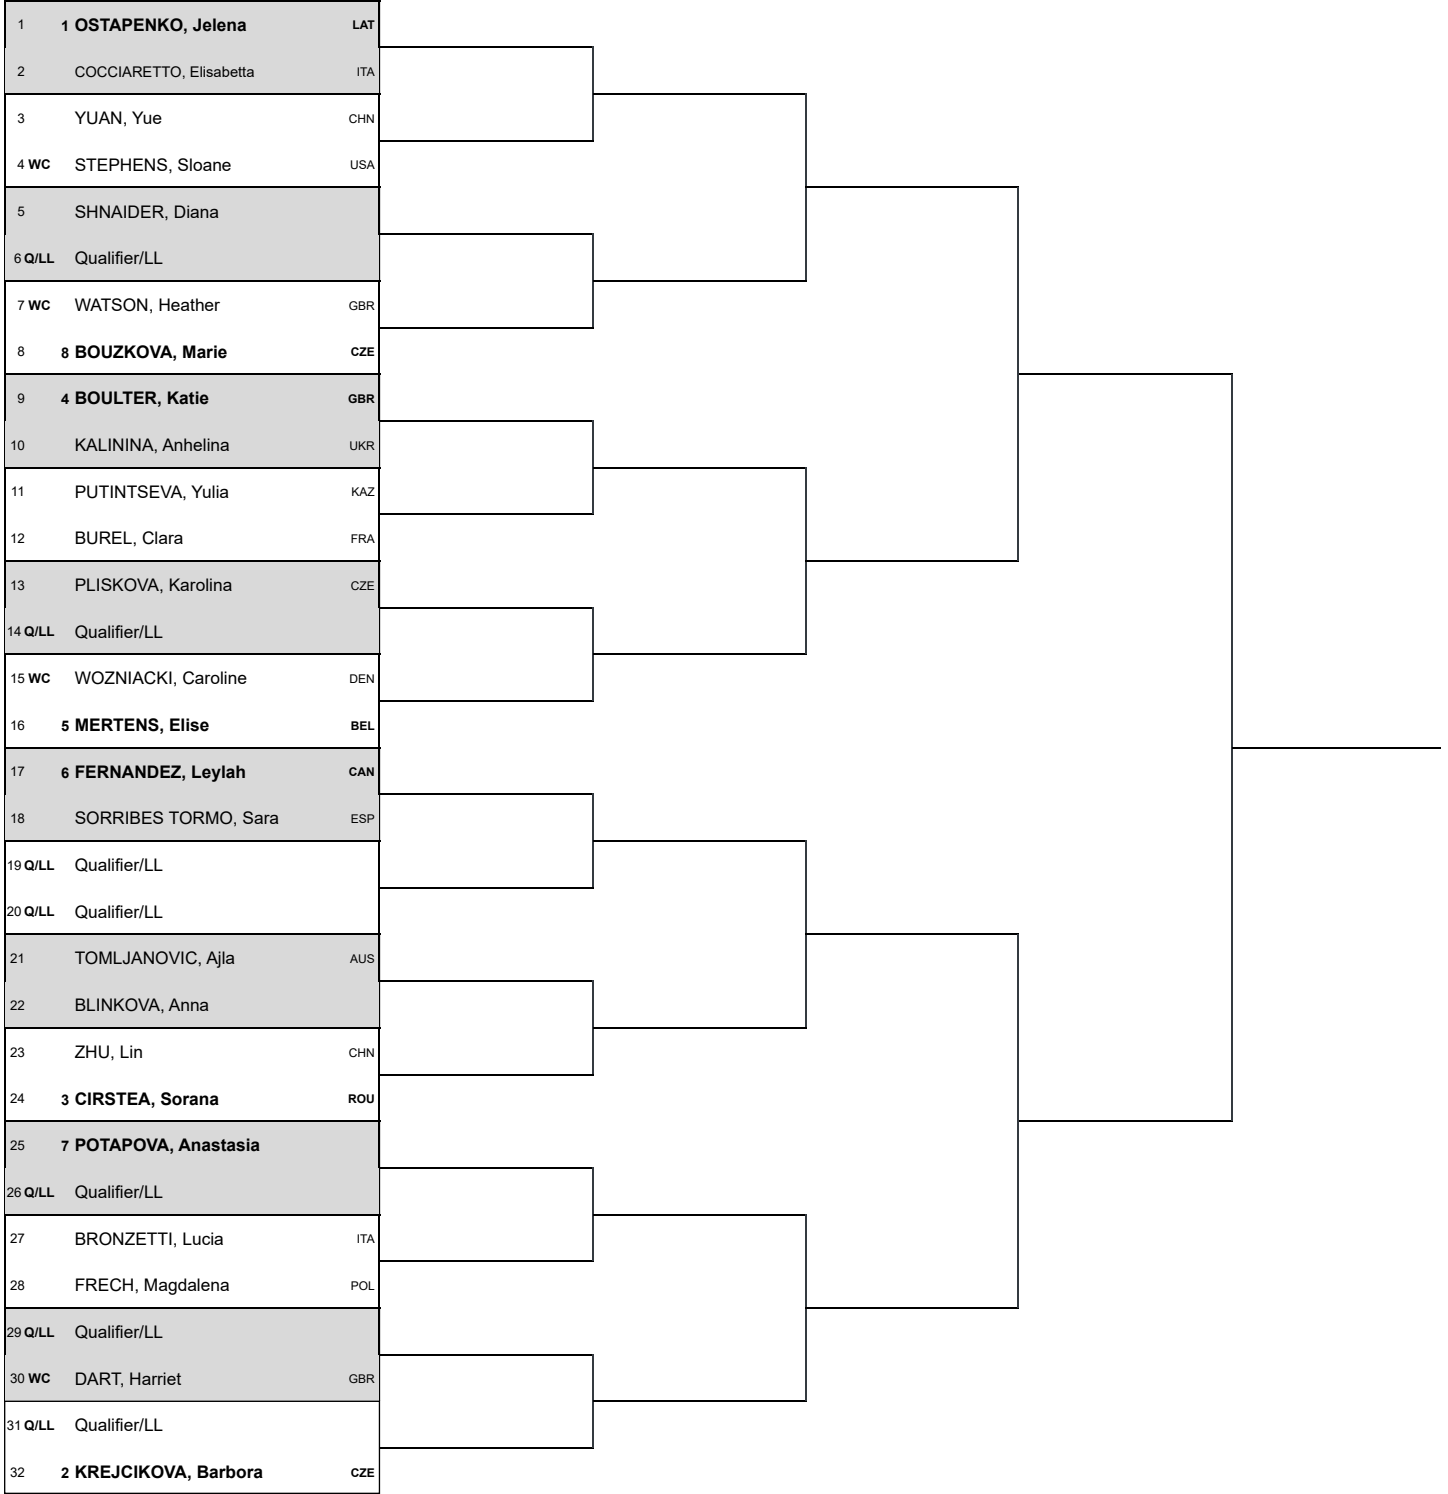 1 1 OSTAPENKO, Jelena LAT
2 COCCIARETTO, Elisabetta ITA
3 YUAN, Yue CHN
4 WC STEPHENS, Sloane USA
5 SHNAIDER, Diana
6 Q/LL Qualifier/LL
7 WC WATSON, Heather GBR
8 8 BOUZKOVA, Marie CZE
9 4 BOULTER, Katie GBR
10 KALININA, Anhelina UKR
11 PUTINTSEVA, Yulia KAZ
12 BUREL, Clara FRA
13 PLISKOVA, Karolina CZE
14 Q/LL Qualifier/LL
15 WC WOZNIACKI, Caroline DEN
16 5 MERTENS, Elise BEL
17 6 FERNANDEZ, Leylah CAN
18 SORRIBES TORMO, Sara ESP
19 Q/LL Qualifier/LL
20 Q/LL Qualifier/LL
21 TOMLJANOVIC, Ajla AUS
22 BLINKOVA, Anna
23 ZHU, Lin CHN
24 3 CIRSTEA, Sorana ROU
25 7 POTAPOVA, Anastasia
26 Q/LL Qualifier/LL
27 BRONZETTI, Lucia ITA
28 FRECH, Magdalena POL
29 Q/LL Qualifier/LL
30 WC DART, Harriet GBR
31 Q/LL Qualifier/LL
32 2 KREJCIKOVA, Barbora CZE